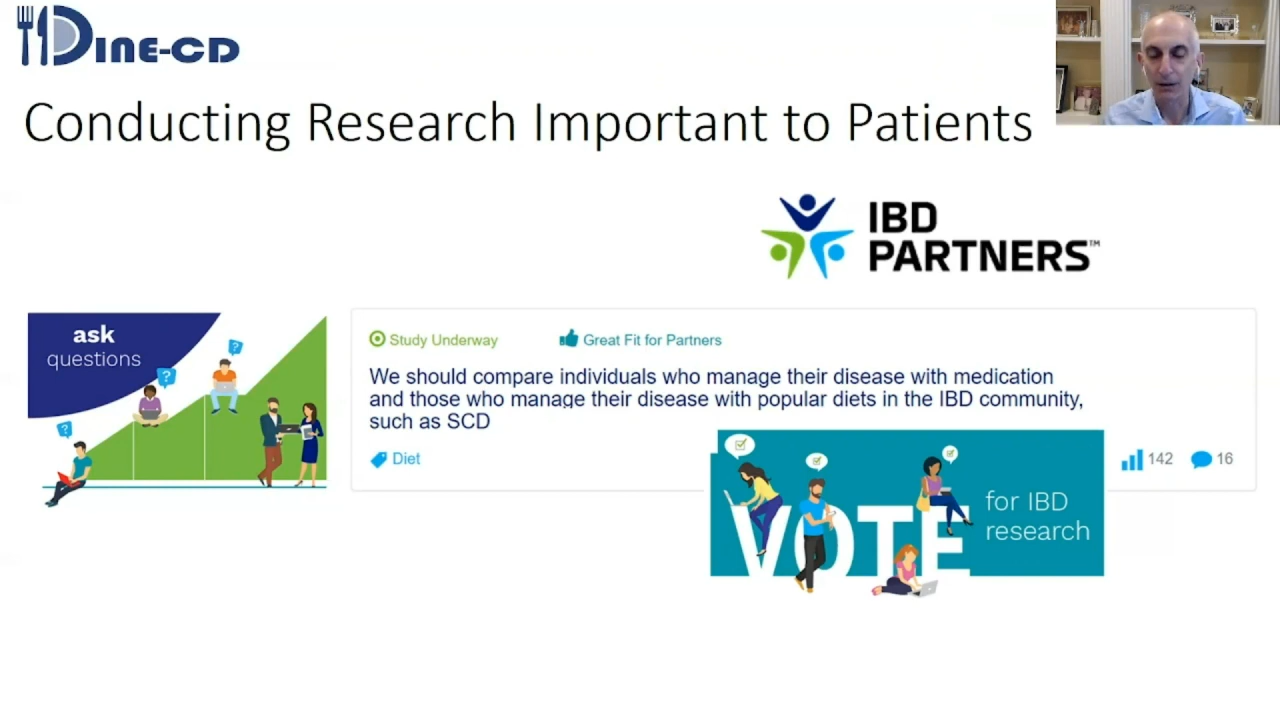 DINE-CD
Conducting Research Important to Patients
IBD
PARTNERS™
ask
questions
?
?
?
Study Underway
Great Fit for Partners
We should compare individuals who manage their disease with medication
and those who manage their disease with popular diets in the IBD community,
such as SCD
Diet
142
16
VOTE
for IBD
research